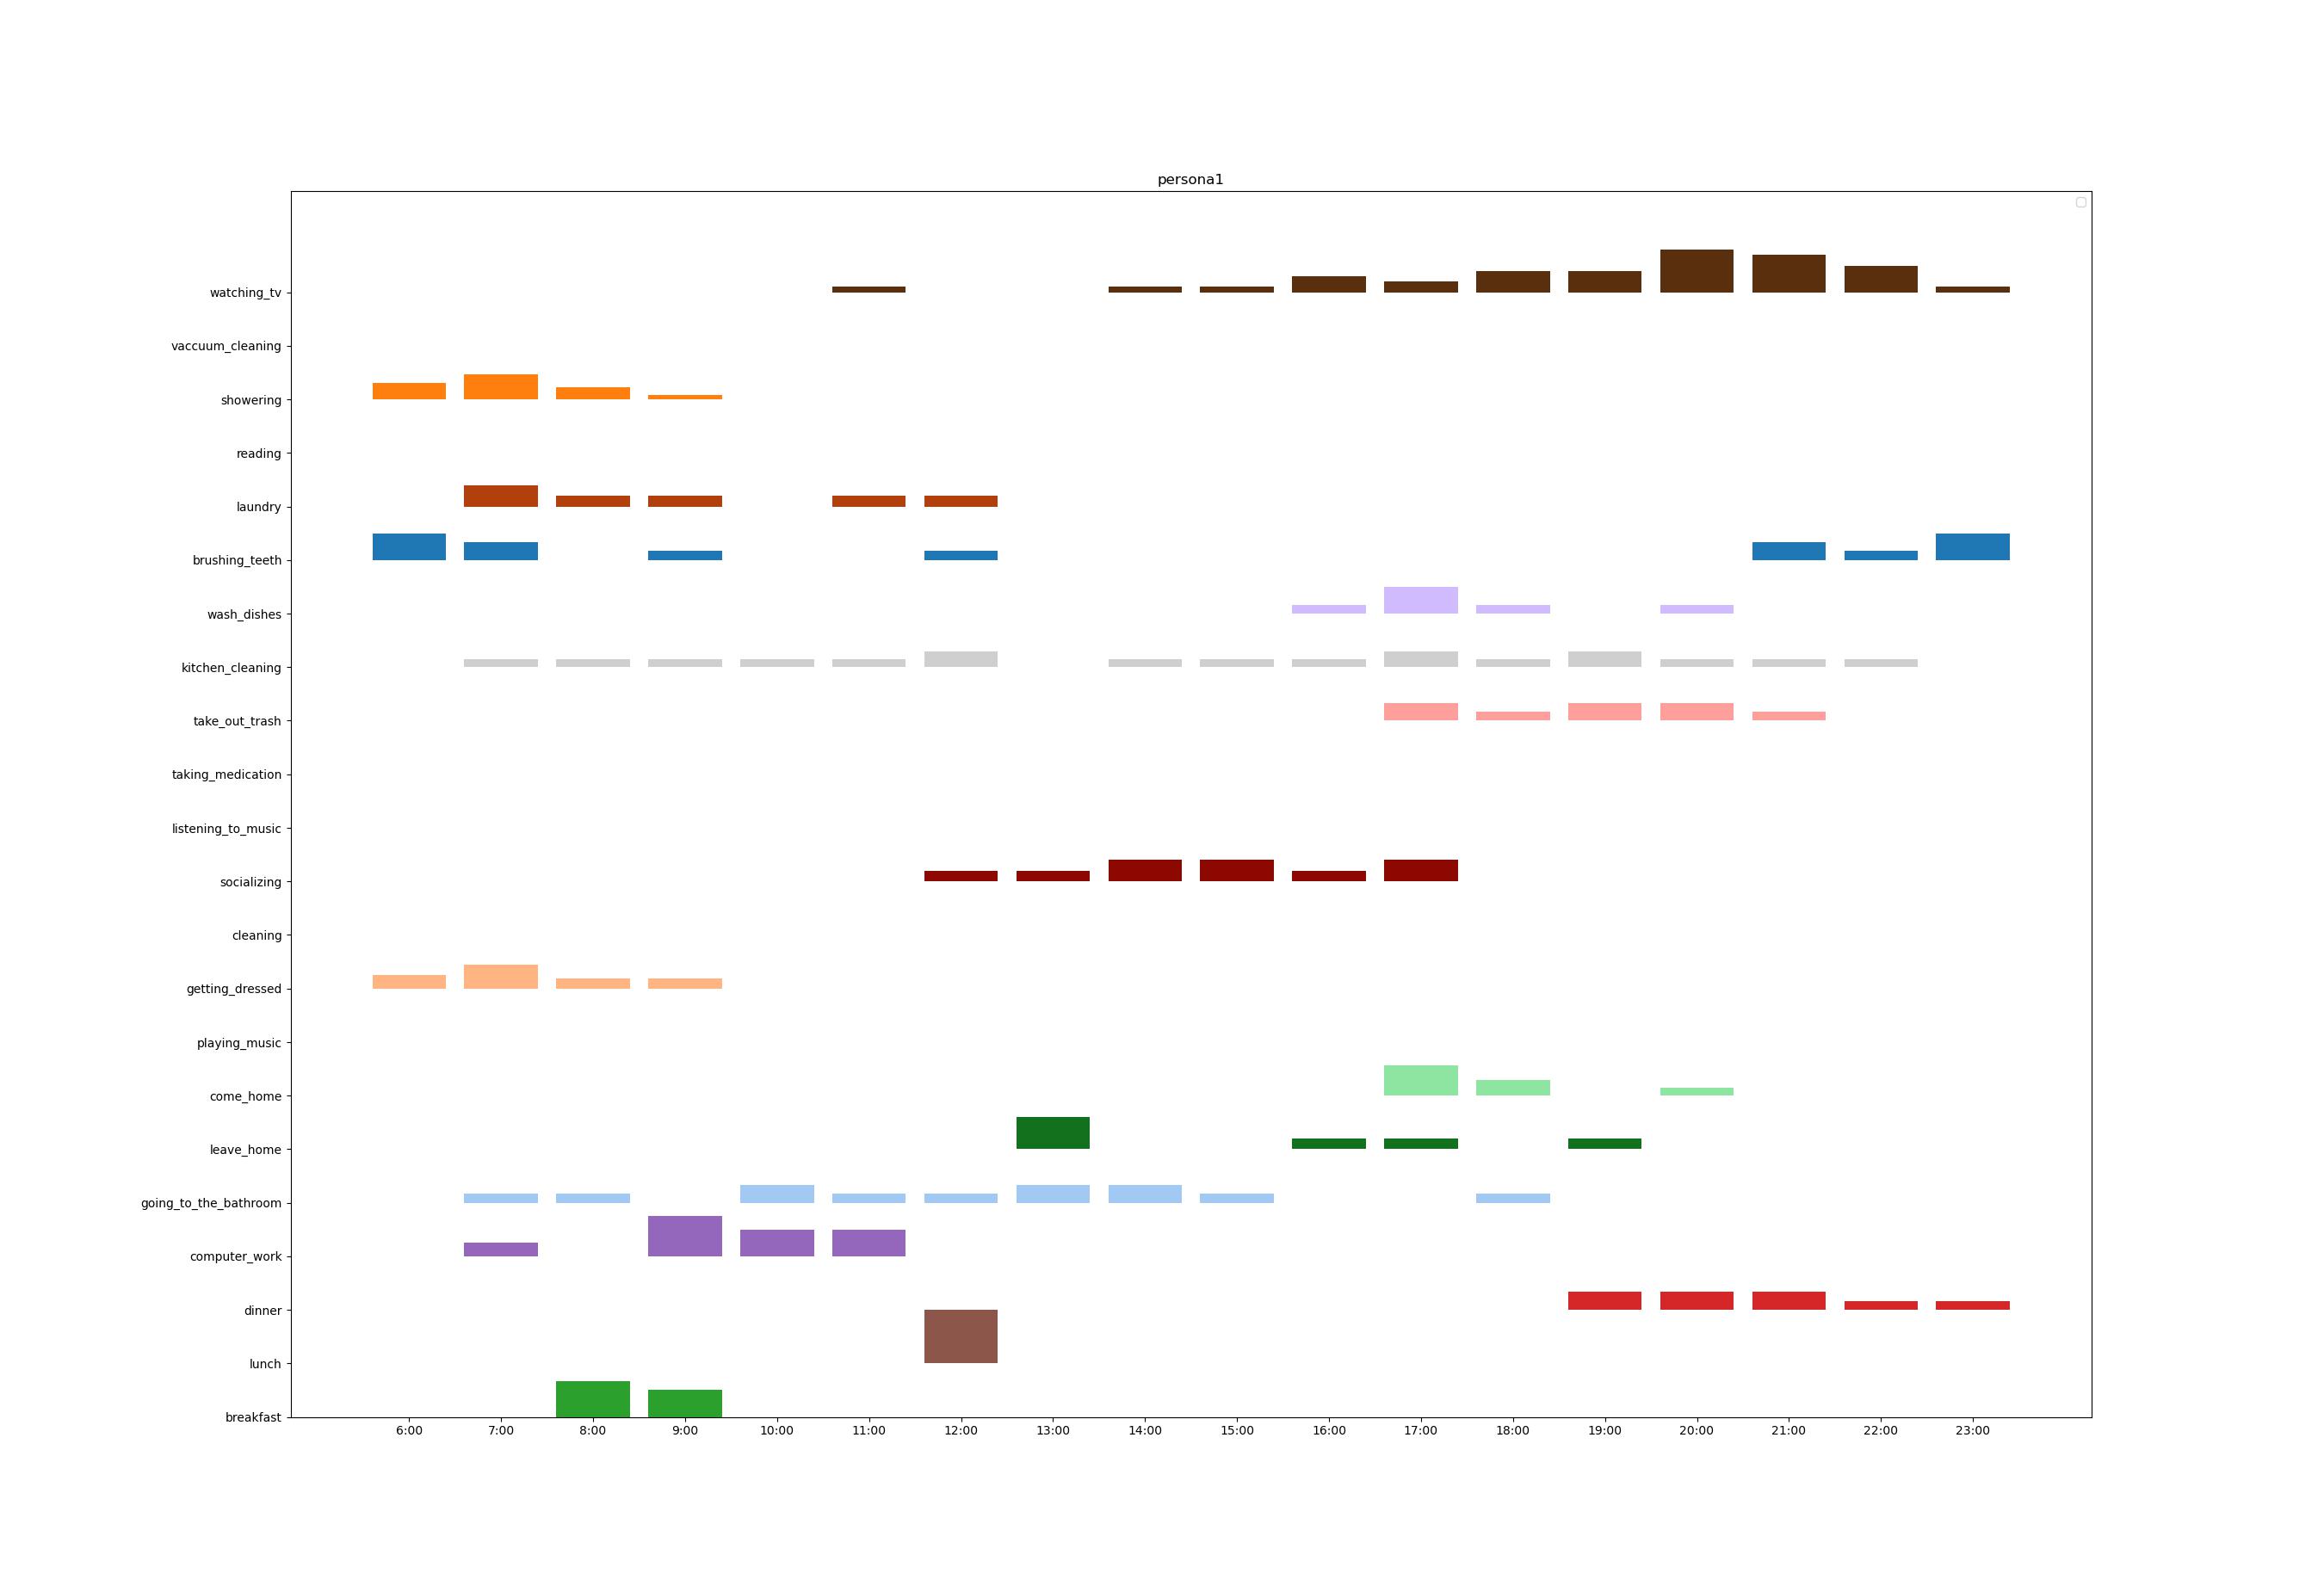 persona1
watching_tv
vaccuum_cleaning
showering
reading
laundry
brushing_teeth
wash_dishes
kitchen_cleaning
take_out_trash
taking_medication
listening_to_music
socializing
cleaning
getting_dressed
playing_music
come_home
leave_home
going_to_the_bathroom
computer_work
dinner
lunch
breakfast
6:00 7:00 8:00 9:00 10:00 11:00 12:00 13:00 14:00 15:00 16:00 17:00 18:00 19:00 20:00 21:00 22:00 23:00